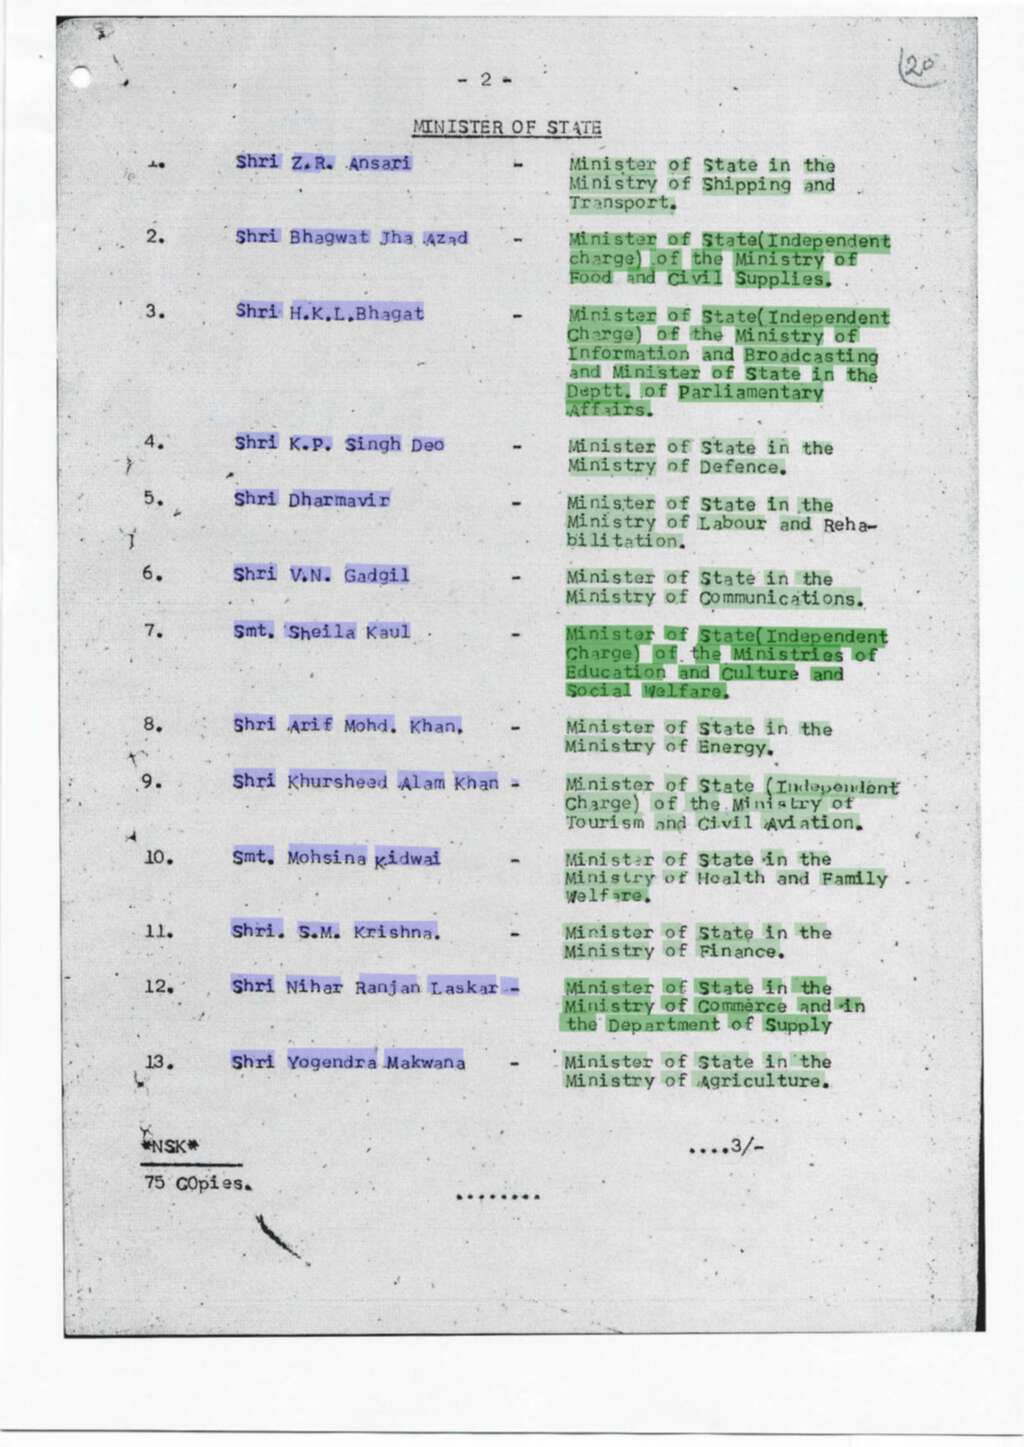 20
- 2 -
MINISTER OF STATE
1. Shri Z.R. Ansari - Minister of State in the
Ministry of Shipping and
Transport.
2. Shri Bhagwat Jha Azad - Minister of State(Independent
charge) of the Ministry of
Food and Civil Supplies.
3. Shri H.K.L.Bhagat - Minister of State(Independent
Charge) of the Ministry of
Information and Broadcasting
and Minister of State in the
Deptt. of Parliamentary
Affairs.
4. Shri K.P. Singh Deo - Minister of State in the
Ministry of Defence.
5. Shri Dharmavir - Minister of State in the
Ministry of Labour and Reha-
bilitation.
6. Shri V.N. Gadgil - Minister of State in the
Ministry of Communications.
7. Smt. Sheila Kaul - Minister of State(Independent
Charge) of the Ministries of
Education and Culture and
Social Welfare.
8. Shri Arif Mohd. Khan. - Minister of State in the
Ministry of Energy.
9. Shri Khursheed Alam Khan - Minister of State (Independent
Charge) of the Ministry of
Tourism and Civil Aviation.
10. Smt. Mohsina Kidwai - Minister of State in the
Ministry of Health and Family
Welfare.
11. Shri. S.M. Krishna. - Minister of State in the
Ministry of Finance.
12. Shri Nihar Ranjan Laskar - Minister of State in the
Ministry of Commerce and in
the Department of Supply
13. Shri Yogendra Makwana - Minister of State in the
Ministry of Agriculture.
*NSK* ....3/-
75 COpies.
........